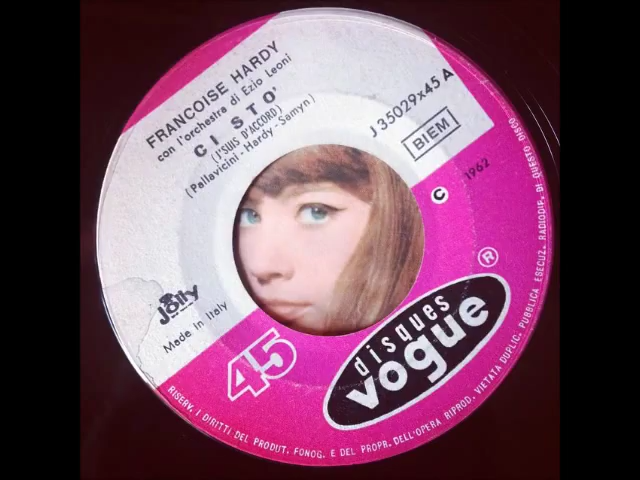 FRANCOISE HARDY
con l'orchestra di Ezio Leoni
CI STO'
(J'SUIS D'ACCORD)
(Pallavicini - Hardy - Samyn)
J 35029x45 A
BIEM
© 1962
Jolly
Made in Italy
45
disques
vogue
®
RISERV. I DIRITTI DEL PRODUT. FONOG. E DEL PROPR. DELL'OPERA RIPROD. VIETATA DUPLIC. PUBBLICA ESECUZ. RADIODIF. DI QUESTO DISCO